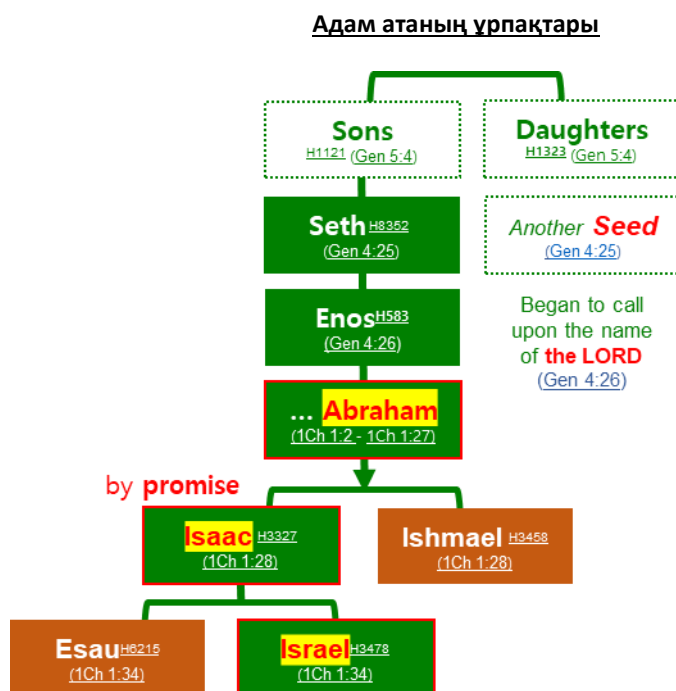 Адам атаның ұрпақтары
Sons
H1121 (Gen 5:4)
Daughters
H1323 (Gen 5:4)
Seth H8352
(Gen 4:25)
Another Seed
(Gen 4:25)
Enos H583
(Gen 4:26)
Began to call
upon the name
of the LORD
(Gen 4:26)
... Abraham
(1Ch 1:2 - 1Ch 1:27)
by promise
Isaac H3327
(1Ch 1:28)
Ishmael H3458
(1Ch 1:28)
Esau H6215
(1Ch 1:34)
Israel H3478
(1Ch 1:34)